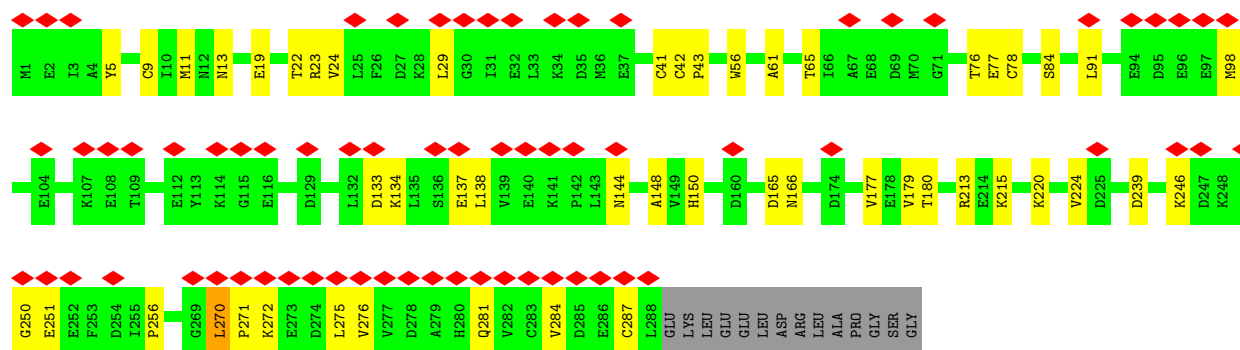 M1 E2 I3 A4 Y5 C9 I10 M11 N12 N13 E19 T22 R23 V24 L25 F26 D27 K28 L29 G30 I31 E32 L33 K34 D35 M36 E37 C41 C42 P43 W56 A61 T65 I66 A67 E68 D69 M70 G71 T76 E77 C78 S84 L91 E94 D95 E96 E97 M98
E104 K107 E108 T109 E112 Y113 K114 G115 E116 D129 L132 D133 K134 L135 S136 E137 L138 V139 E140 K141 P142 L143 N144 A148 V149 H150 D160 D165 N166 D174 V177 E178 V179 T180 R213 E214 K215 K220 V224 D225 D239 K246 D247 K248
G250 E251 E252 F253 D254 I255 P256 G269 L270 P271 K272 E273 D274 L275 V276 V277 D278 A279 H280 Q281 V282 C283 V284 D285 E286 C287 L288 GLU LYS LEU GLU GLU LEU ASP ARG LEU ALA PRO GLY SER GLY